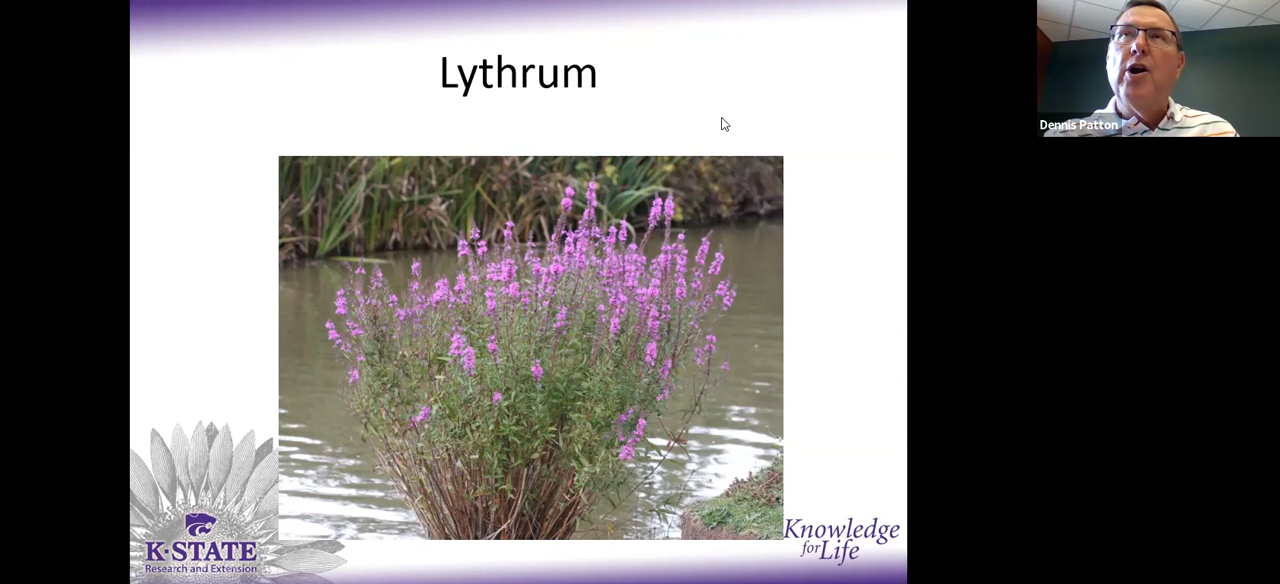 Lythrum
Dennis Patton
K-STATE
Research and Extension
Knowledge
for Life